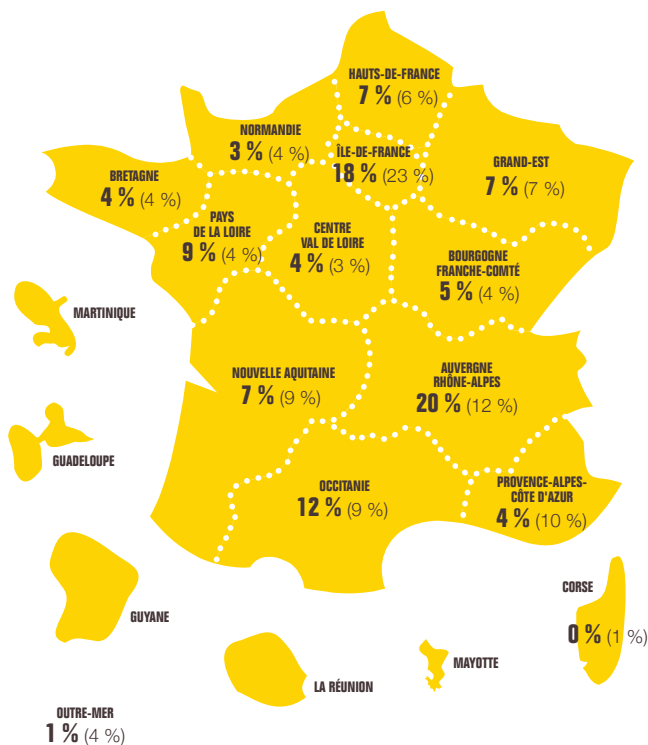 HAUTS-DE-FRANCE
7 % (6 %)
NORMANDIE
3 % (4 %)
ÎLE-DE-FRANCE
18 % (23 %)
GRAND-EST
7 % (7 %)
BRETAGNE
4 % (4 %)
PAYS
DE LA LOIRE
9 % (4 %)
CENTRE
VAL DE LOIRE
4 % (3 %)
BOURGOGNE
FRANCHE-COMTÉ
5 % (4 %)
MARTINIQUE
NOUVELLE AQUITAINE
7 % (9 %)
AUVERGNE
RHÔNE-ALPES
20 % (12 %)
GUADELOUPE
OCCITANIE
12 % (9 %)
PROVENCE-ALPES-
CÔTE D'AZUR
4 % (10 %)
CORSE
0 % (1 %)
GUYANE
LA RÉUNION
MAYOTTE
OUTRE-MER
1 % (4 %)